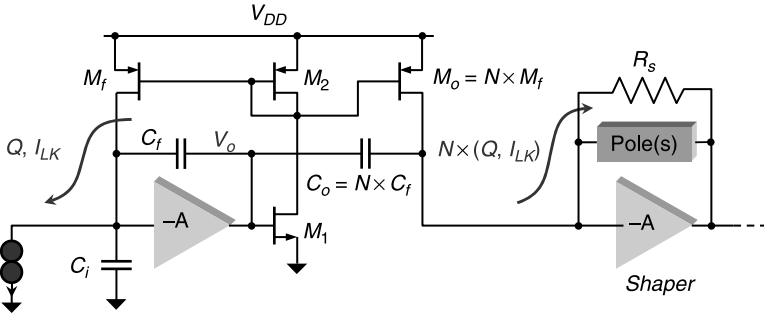 V_DD
M_f
M_2
M_o = N × M_f
R_s
Q, I_LK
C_f
V_o
N × (Q, I_LK)
Pole(s)
C_o = N × C_f
–A
M_1
–A
C_i
Shaper